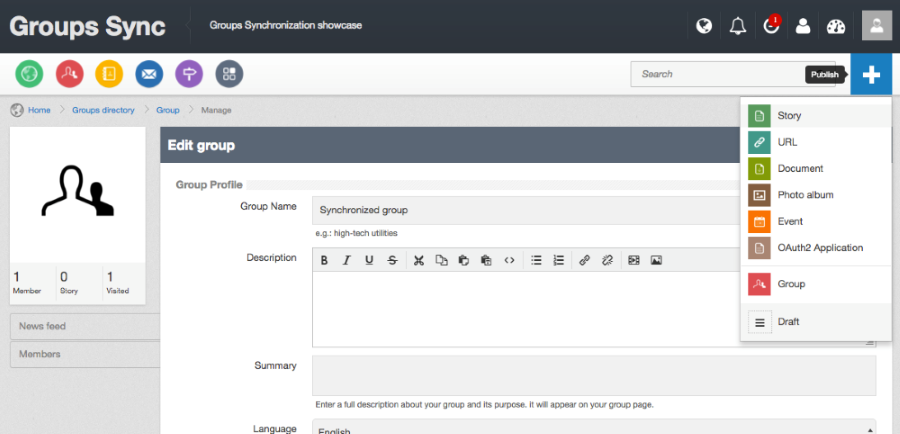 Groups Sync
Groups Synchronization showcase
1
Search
Publish
Home
Groups directory
Group
Manage
Story
URL
Document
Photo album
Event
OAuth2 Application
Group
Draft
1
Member
0
Story
1
Visited
News feed
Members
Edit group
Group Profile
Group Name
Synchronized group
e.g.: high-tech utilities
Description
B I U S
Summary
Enter a full description about your group and its purpose. It will appear on your group page.
Language
English